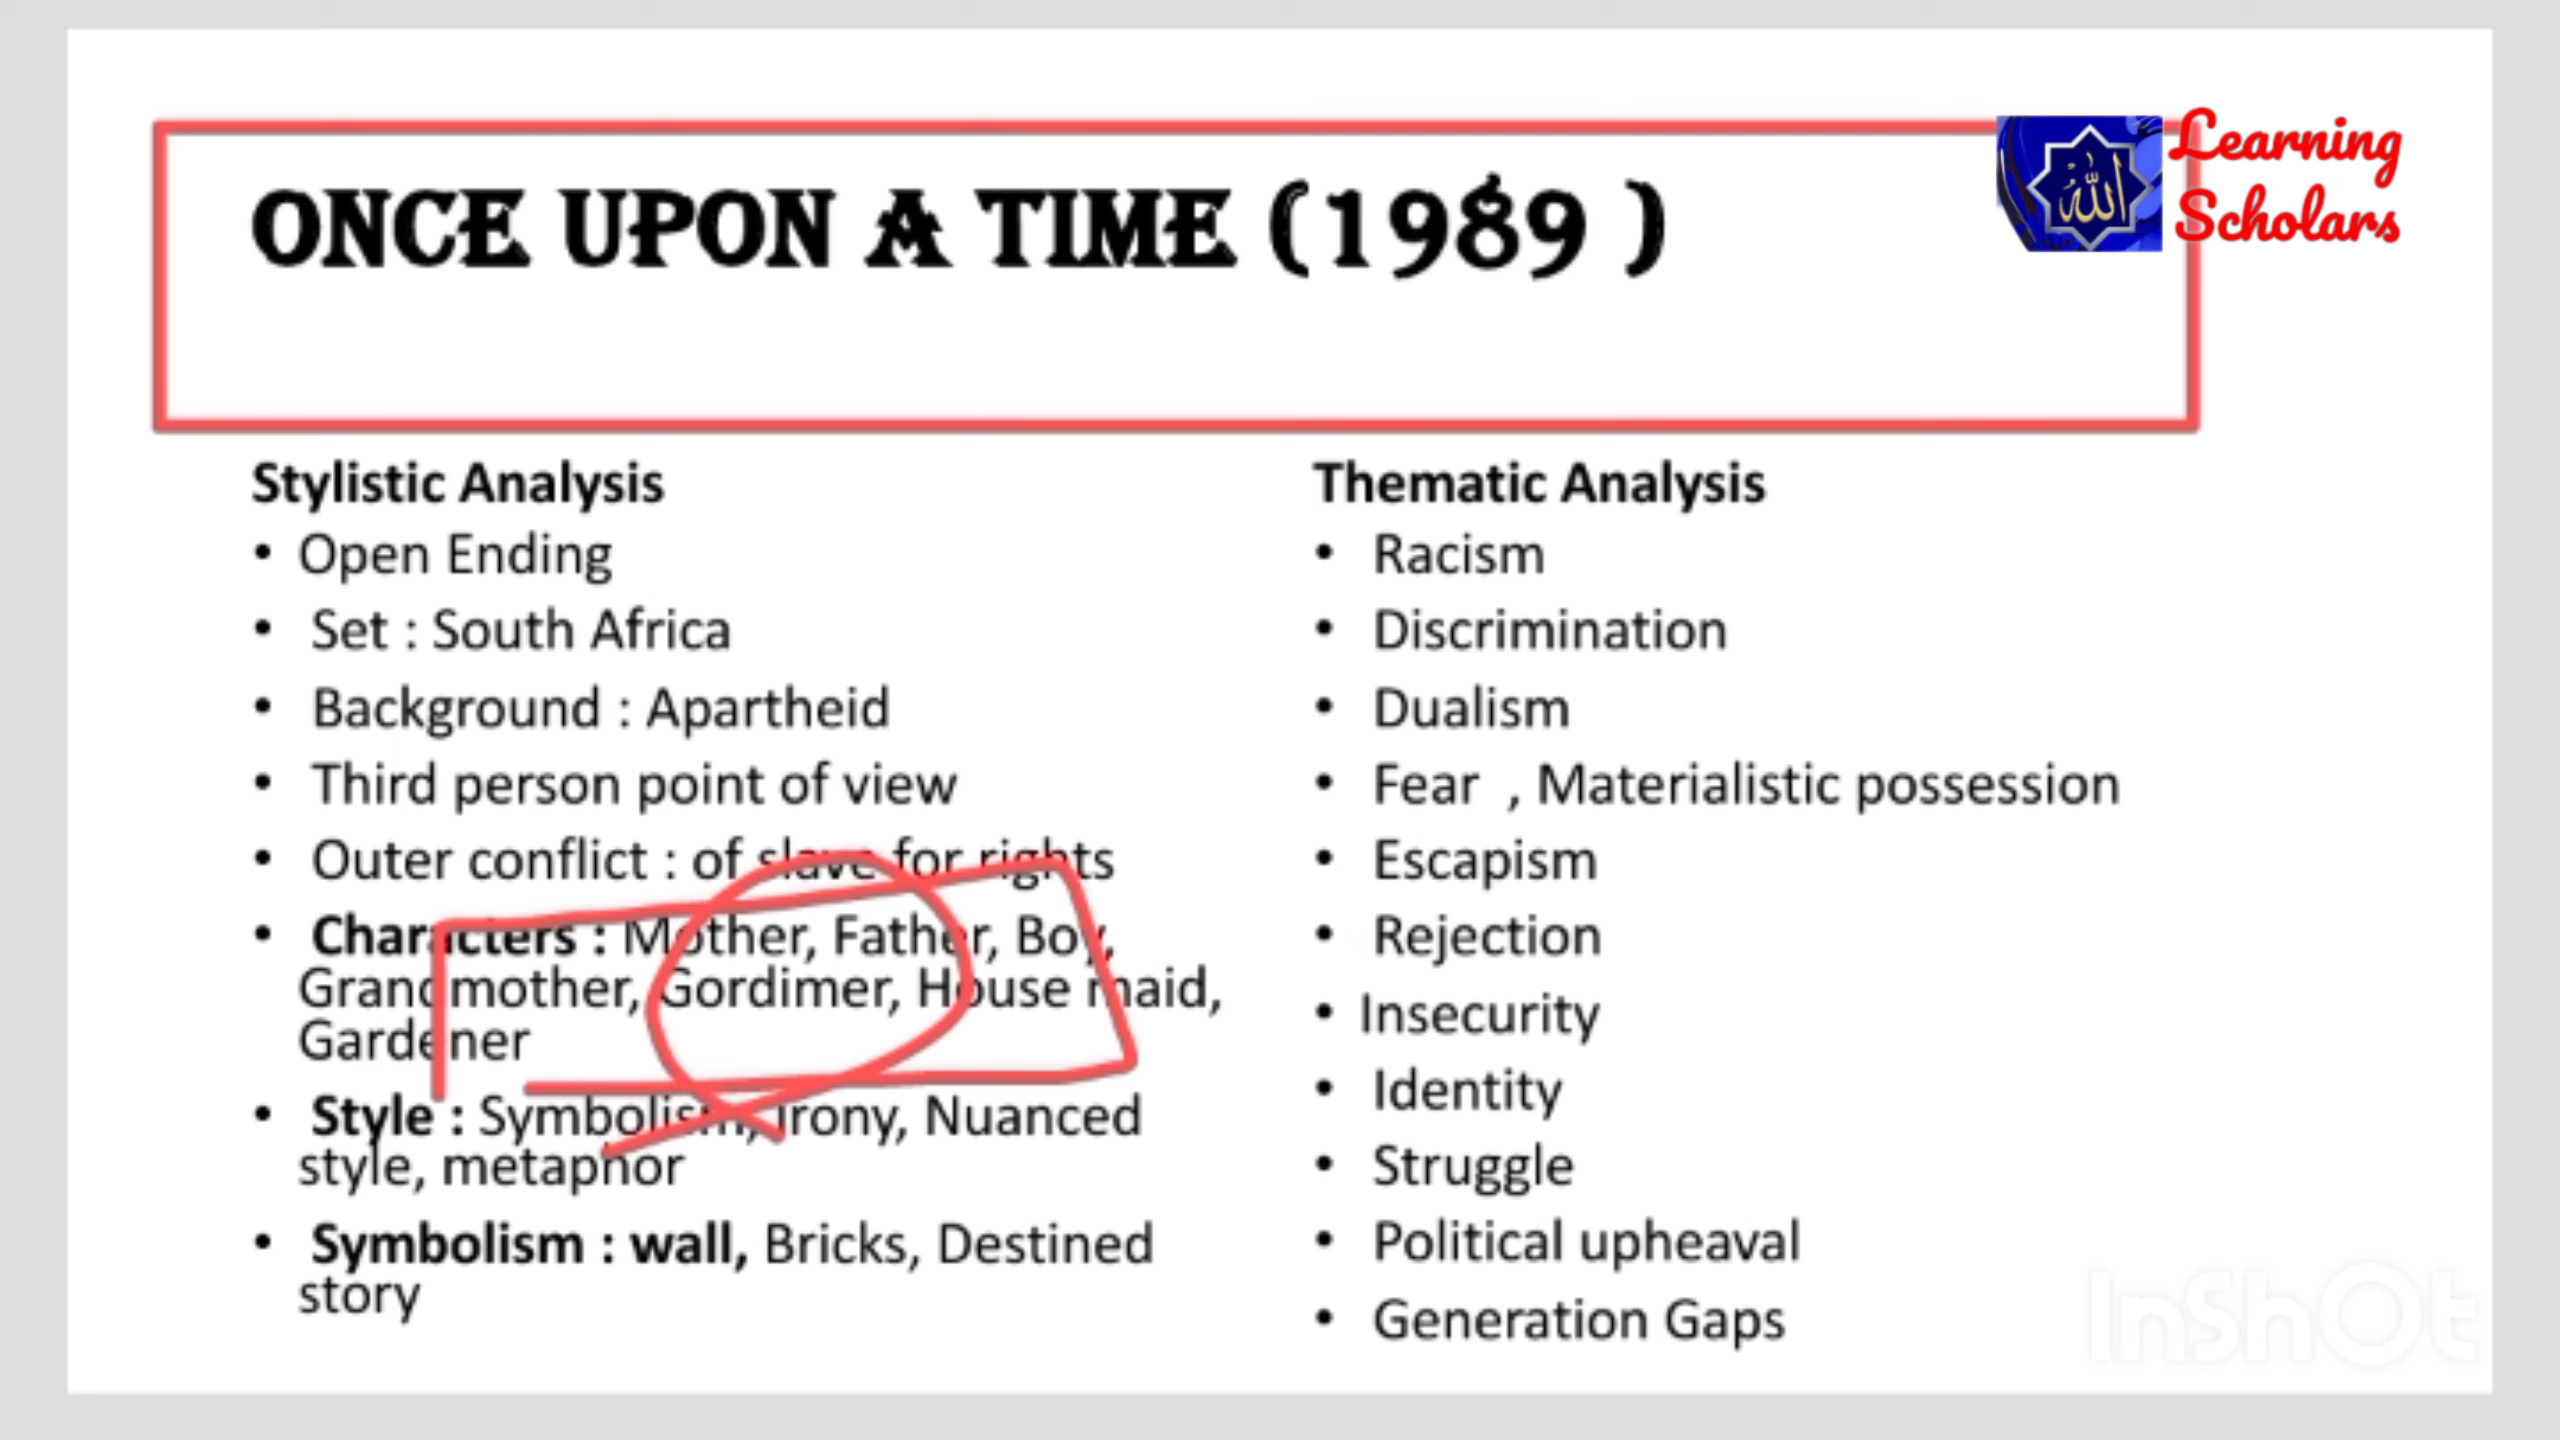 ONCE UPON A TIME (1989 )
Learning
Scholars
الله
Stylistic Analysis
• Open Ending
• Set : South Africa
• Background : Apartheid
• Third person point of view
• Outer conflict : of slave for rights
• Characters : Mother, Father, Boy,
Grandmother, Gordimer, House maid,
Gardener
• Style : Symbolism, Irony, Nuanced
style, metaphor
• Symbolism : wall, Bricks, Destined
story
Thematic Analysis
• Racism
• Discrimination
• Dualism
• Fear , Materialistic possession
• Escapism
• Rejection
• Insecurity
• Identity
• Struggle
• Political upheaval
• Generation Gaps
InShOt